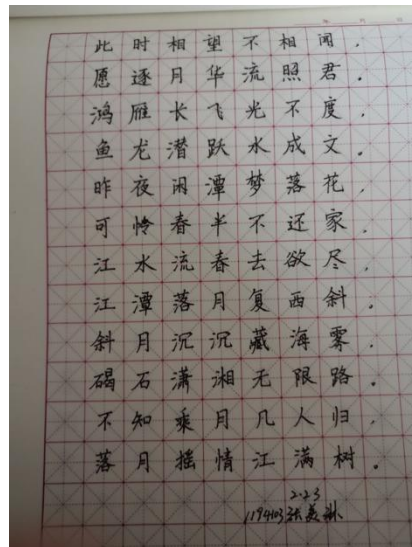 此时相望不相闻，
愿逐月华流照君。
鸿雁长飞光不度，
鱼龙潜跃水成文。
昨夜闲潭梦落花，
可怜春半不还家。
江水流春去欲尽，
江潭落月复西斜。
斜月沉沉藏海雾，
碣石潇湘无限路。
不知乘月几人归，
落月摇情江满树。
2.23
1194103张美